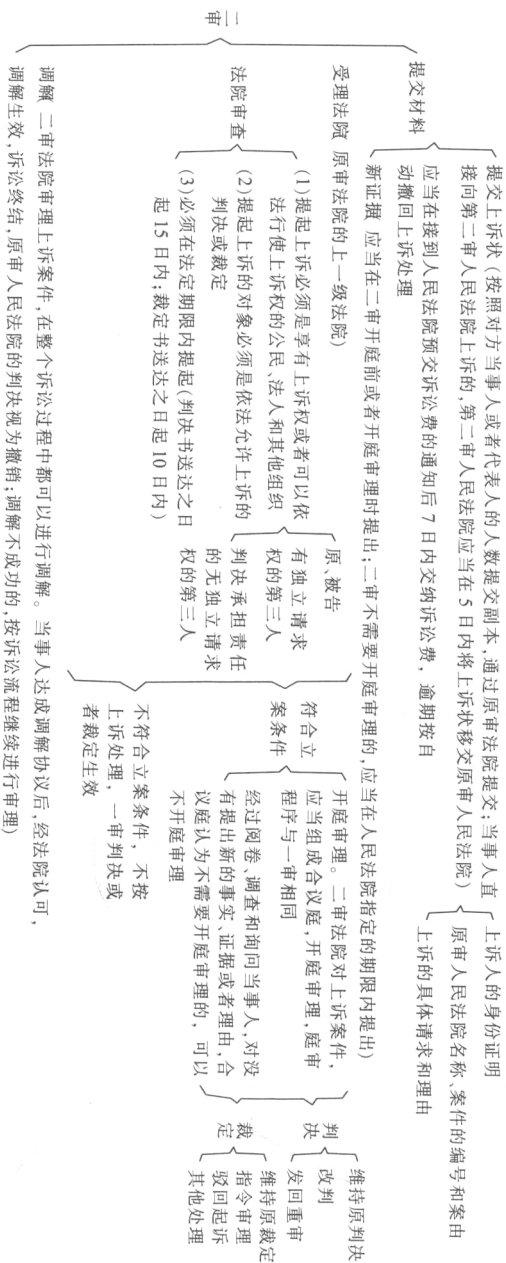 二审
提交材料
提交上诉状(按照对方当事人或者代表人的人数提交副本,通过原审法院提交;当事人直
接向第二审人民法院上诉的,第二审人民法院应当在5日内将上诉状移交原审人民法院)
上诉人的身份证明
原审人民法院名称、案件的编号和案由
上诉的具体请求和理由
应当在接到人民法院预交诉讼费的通知后7日内交纳诉讼费,逾期按自
动撤回上诉处理
新证据 应当在二审开庭前或者开庭审理时提出;二审不需要开庭审理的,应当在人民法院指定的期限内提出)
受理法院 原审法院的上一级法院)
法院审查
(1)提起上诉必须是享有上诉权或者可以依
法行使上诉权的公民、法人和其他组织
(2)提起上诉的对象必须是依法允许上诉的
判决或裁定
(3)必须在法定期限内提起(判决书送达之日
起15日内;裁定书送达之日起10日内)
原、被告
有独立请求
权的第三人
判决承担责任
的无独立请求
权的第三人
符合立
案条件
开庭审理。二审法院对上诉案件,
应当组成合议庭,开庭审理,庭审
程序与一审相同
经过阅卷、调查和询问当事人,对没
有提出新的事实、证据或者理由,合
议庭认为不需要开庭审理的,可以
不开庭审理
不符合立案条件,不按
上诉处理,一审判决或
者裁定生效
判决
维持原判决
改判
发回重审
裁定
维持原裁定
指令审理
驳回起诉
其他处理
调解 二审法院审理上诉案件,在整个诉讼过程中都可以进行调解。当事人达成调解协议后,经法院认可,
调解生效,诉讼终结,原审人民法院的判决视为撤销;调解不成功的,按诉讼流程继续进行审理)